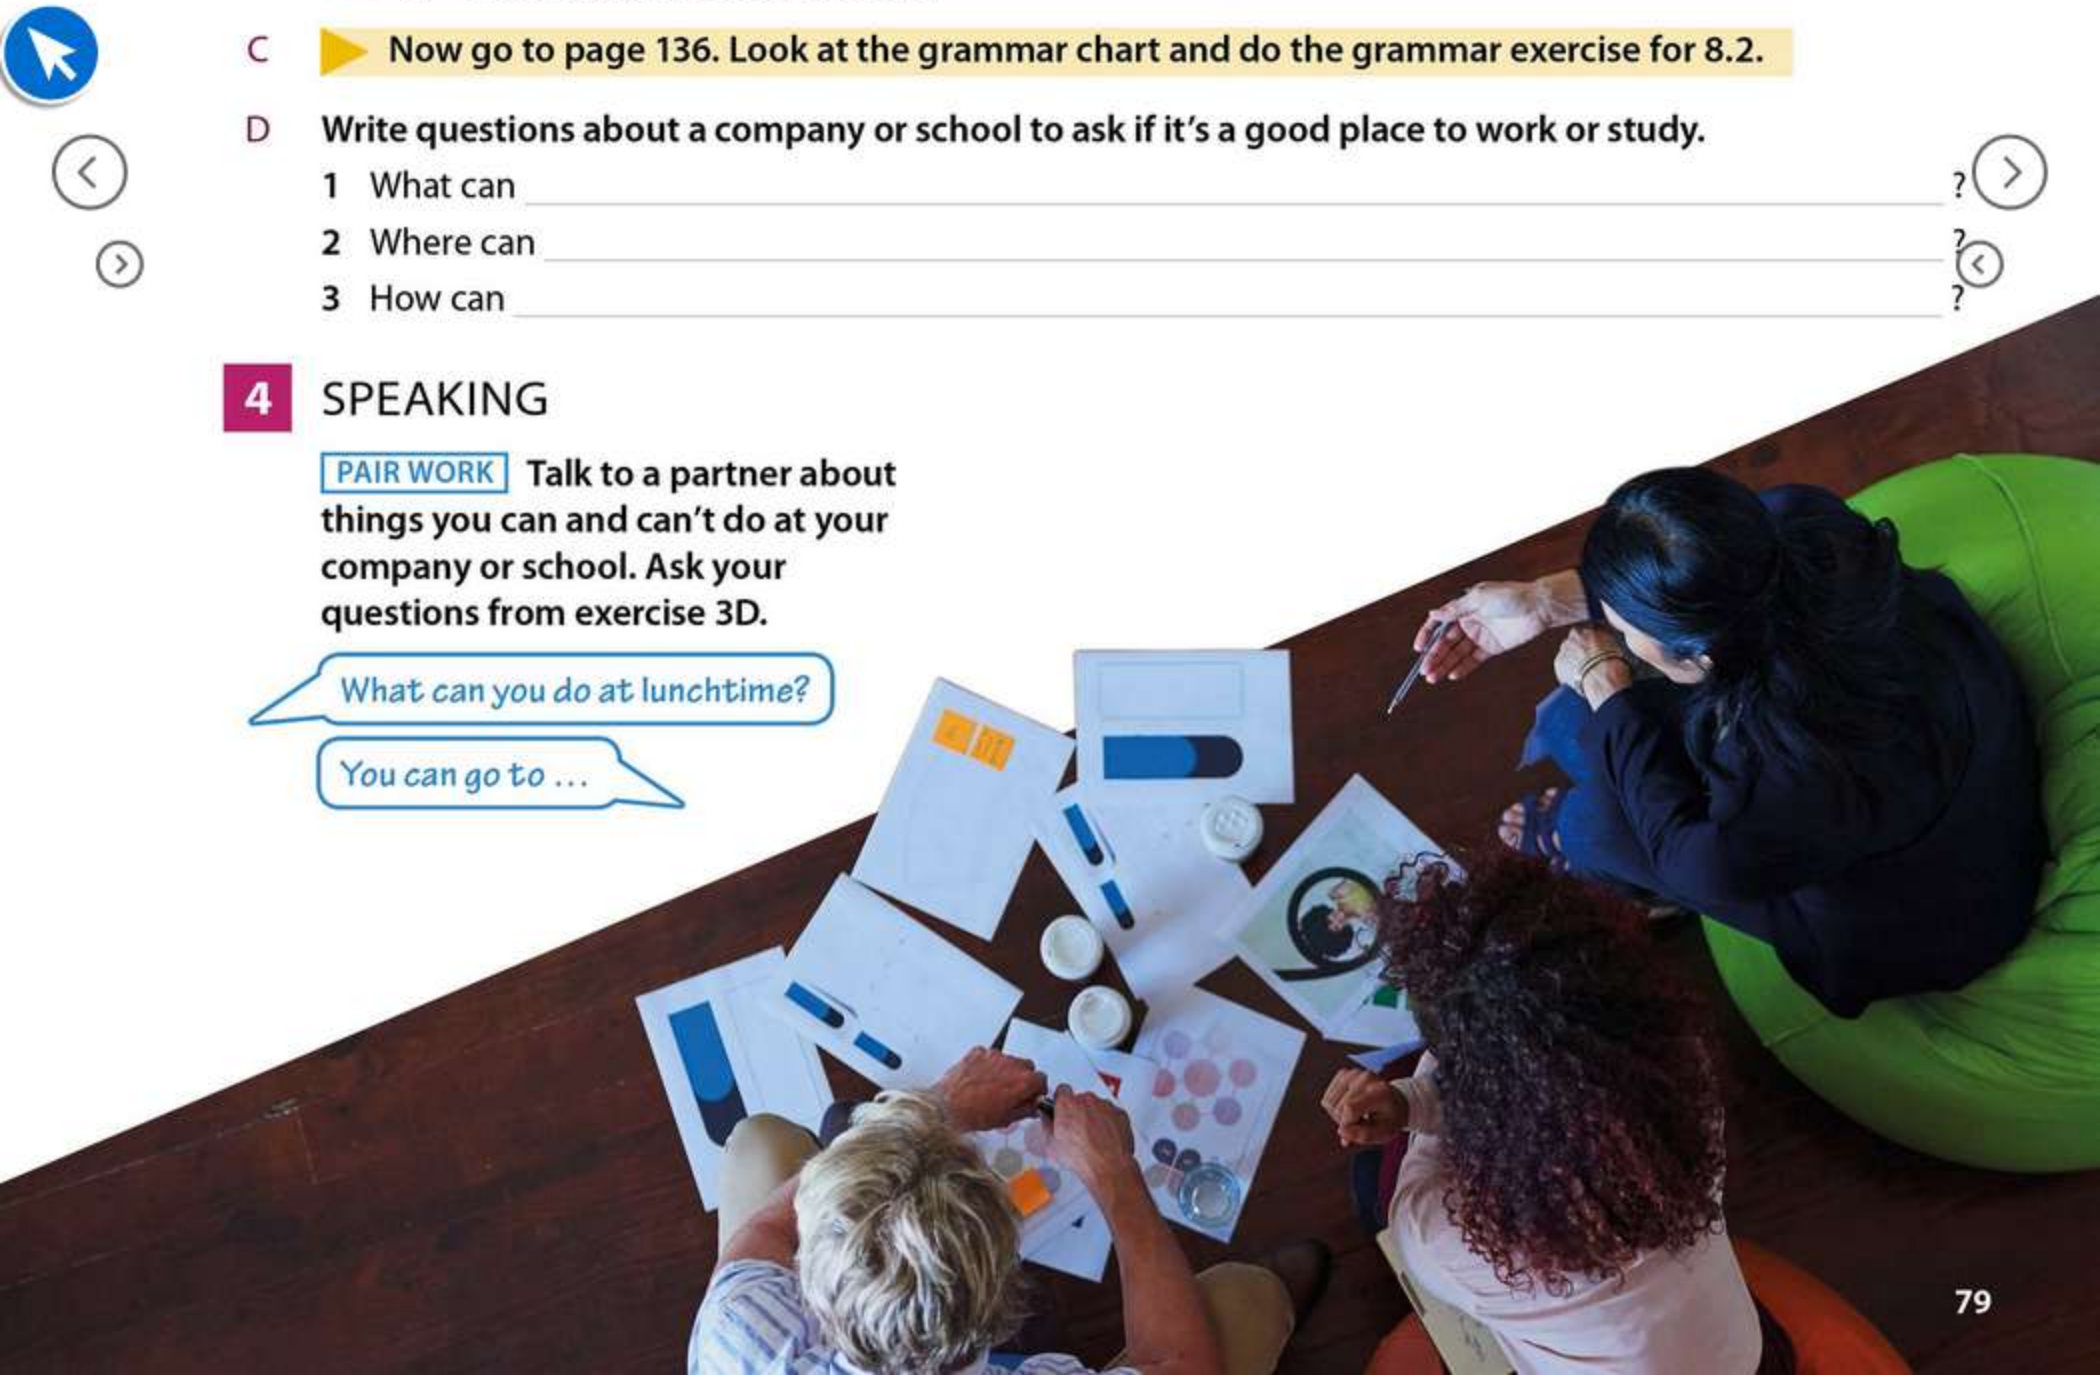 C Now go to page 136. Look at the grammar chart and do the grammar exercise for 8.2.
D Write questions about a company or school to ask if it's a good place to work or study.
1 What can ?
2 Where can ?
3 How can ?
4 SPEAKING
PAIR WORK Talk to a partner about
things you can and can't do at your
company or school. Ask your
questions from exercise 3D.
What can you do at lunchtime?
You can go to ...
79